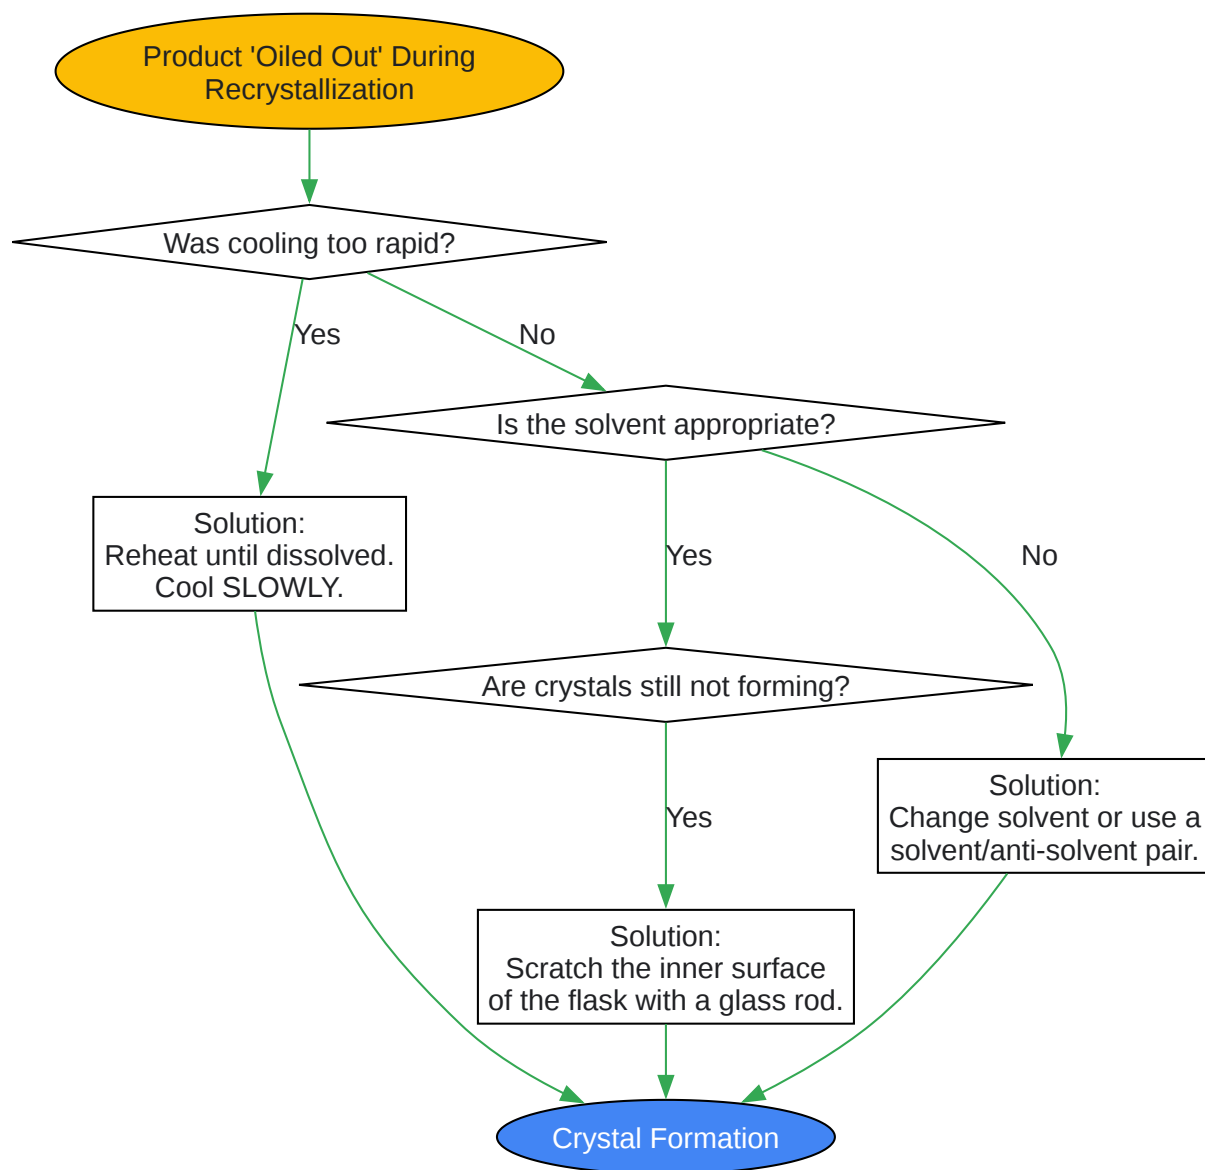 Product 'Oiled Out' During
Recrystallization
Was cooling too rapid?
Yes
No
Is the solvent appropriate?
Solution:
Reheat until dissolved.
Cool SLOWLY.
Yes
No
Are crystals still not forming?
Solution:
Change solvent or use a
solvent/anti-solvent pair.
Yes
Solution:
Scratch the inner surface
of the flask with a glass rod.
Crystal Formation